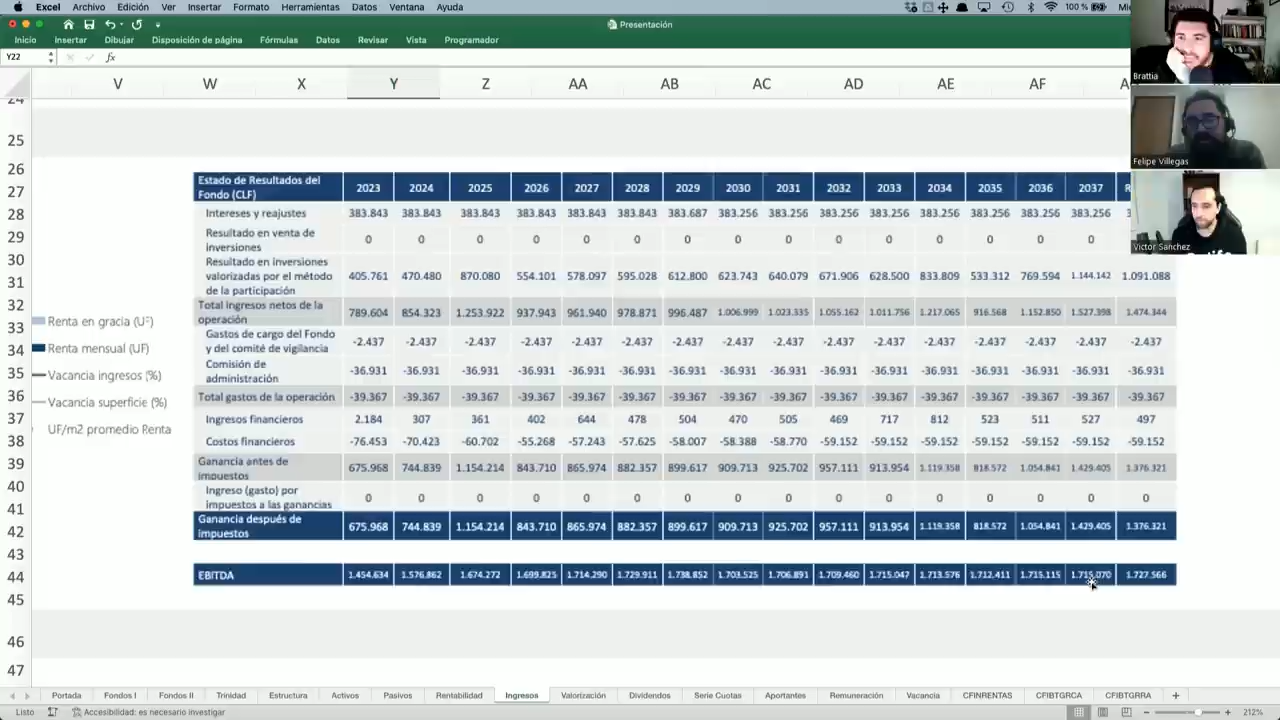 Excel Archivo Edición Ver Insertar Formato Herramientas Datos Ventana Ayuda 100 %
Presentación
Inicio Insertar Dibujar Disposición de página Fórmulas Datos Revisar Vista Programador
Y22 fx
V W X Y Z AA AB AC AD AE AF
Brattia
Felipe Villegas
Victor Sanchez
24
25
26
27
28
29
30
31
32
33
34
35
36
37
38
39
40
41
42
43
44
45
46
47
Renta en gracia (UF)
Renta mensual (UF)
Vacancia ingresos (%)
Vacancia superficie (%)
UF/m2 promedio Renta
Estado de Resultados del
Fondo (CLF) 2023 2024 2025 2026 2027 2028 2029 2030 2031 2032 2033 2034 2035 2036 2037
Intereses y reajustes 383.843 383.843 383.843 383.843 383.843 383.843 383.687 383.256 383.256 383.256 383.256 383.256 383.256 383.256 383.256
Resultado en venta de
inversiones 0 0 0 0 0 0 0 0 0 0 0 0 0 0 0
Resultado en inversiones
valorizadas por el método
de la participación 405.761 470.480 870.080 554.101 578.097 595.028 612.800 623.743 640.079 671.906 628.500 833.809 533.312 769.594 1.144.142 1.091.088
Total ingresos netos de la
operación 789.604 854.323 1.253.922 937.943 961.940 978.871 996.487 1.006.999 1.023.335 1.055.162 1.011.756 1.217.065 916.568 1.152.850 1.527.398 1.474.344
Gastos de cargo del Fondo
y del comité de vigilancia -2.437 -2.437 -2.437 -2.437 -2.437 -2.437 -2.437 -2.437 -2.437 -2.437 -2.437 -2.437 -2.437 -2.437 -2.437 -2.437
Comisión de
administración -36.931 -36.931 -36.931 -36.931 -36.931 -36.931 -36.931 -36.931 -36.931 -36.931 -36.931 -36.931 -36.931 -36.931 -36.931 -36.931
Total gastos de la operación -39.367 -39.367 -39.367 -39.367 -39.367 -39.367 -39.367 -39.367 -39.367 -39.367 -39.367 -39.367 -39.367 -39.367 -39.367 -39.367
Ingresos financieros 2.184 307 361 402 644 478 504 470 505 469 717 812 523 511 527 497
Costos financieros -76.453 -70.423 -60.702 -55.268 -57.243 -57.625 -58.007 -58.388 -58.770 -59.152 -59.152 -59.152 -59.152 -59.152 -59.152 -59.152
Ganancia antes de
impuestos 675.968 744.839 1.154.214 843.710 865.974 882.357 899.617 909.713 925.702 957.111 913.954 1.119.358 818.572 1.054.841 1.429.405 1.376.321
Ingreso (gasto) por
impuestos a las ganancias 0 0 0 0 0 0 0 0 0 0 0 0 0 0 0 0
Ganancia después de
impuestos 675.968 744.839 1.154.214 843.710 865.974 882.357 899.617 909.713 925.702 957.111 913.954 1.119.358 818.572 1.054.841 1.429.405 1.376.321
EBITDA 1.454.634 1.576.862 1.674.272 1.699.825 1.714.290 1.729.911 1.738.852 1.703.525 1.706.891 1.709.460 1.715.047 1.713.576 1.712.411 1.715.115 1.715.070 1.727.566
Portada Fondos I Fondos II Trinidad Estructura Activos Pasivos Rentabilidad Ingresos Valorización Dividendos Serie Cuotas Aportantes Remuneración Vacancia CFINRENTAS CFIBTGRCA CFIBTGRRA +
Listo Accesibilidad: es necesario investigar 212%